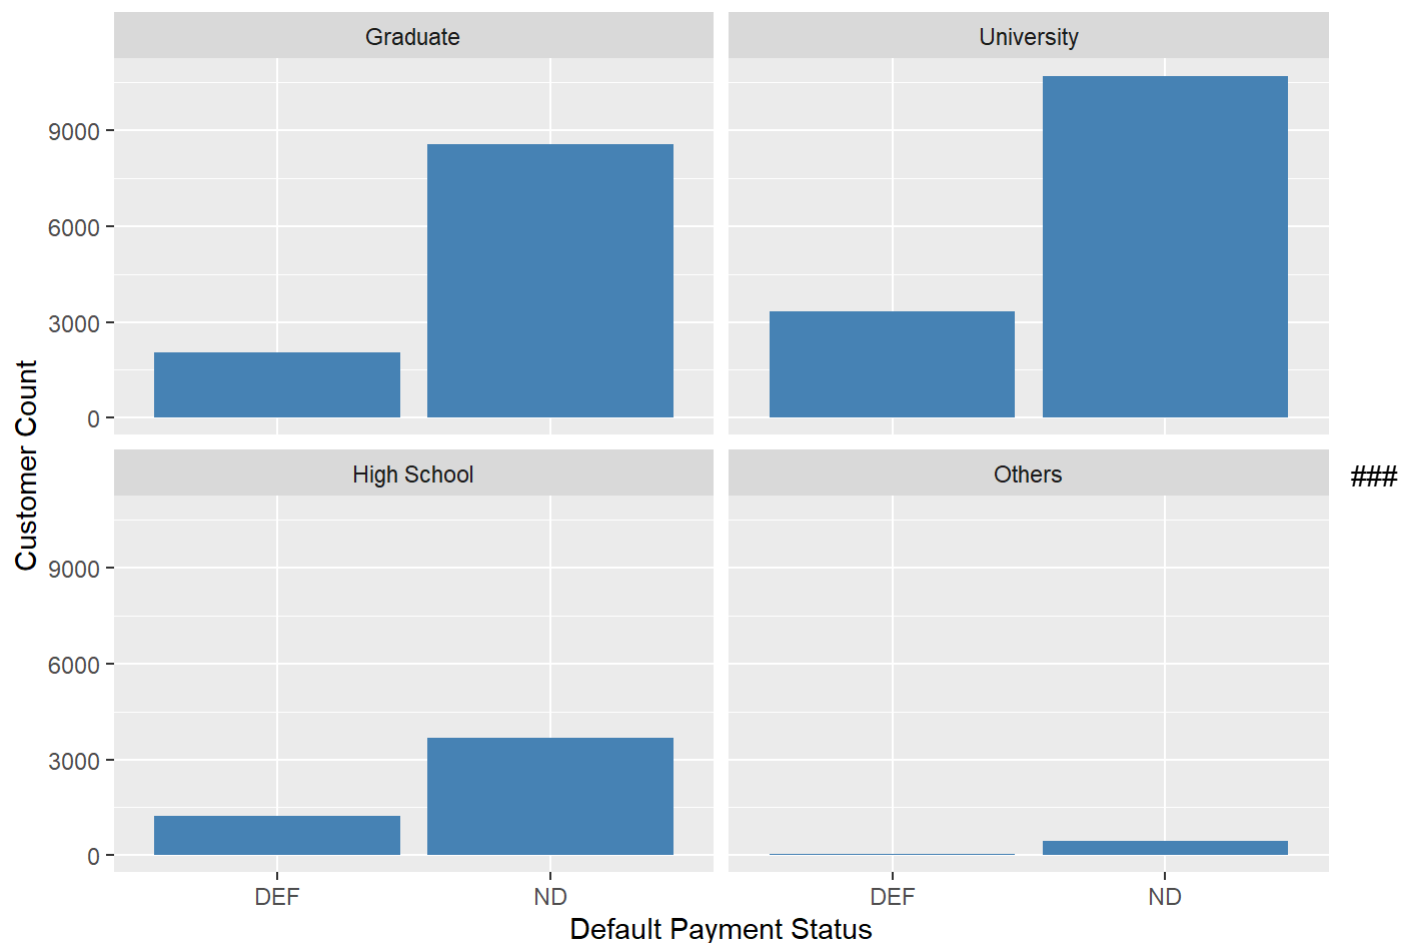 Graduate
University
9000
6000
3000
0
High School
Others
###
Customer Count
9000
6000
3000
0
DEF
ND
DEF
ND
Default Payment Status